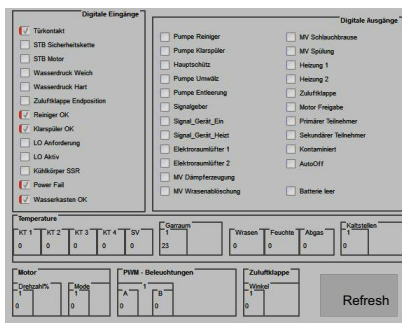 Digitale Eingänge
Türkontakt
STB Sicherheitskette
STB Motor
Wasserdruck Weich
Wasserdruck Hart
Zuluftklappe Endposition
Reiniger OK
Klarspüler OK
LO Anforderung
LO Aktiv
Kühlkörper SSR
Power Fail
Wasserkasten OK
Digitale Ausgänge
Pumpe Reiniger
Pumpe Klarspüler
Hauptschütz
Pumpe Umwälz
Pumpe Entleerung
Signalgeber
Signal_Gerät_Ein
Signal_Gerät_Heizt
Elektroraumlüfter 1
Elektroraumlüfter 2
MV Dämpferzeugung
MV Wrasenablöschung
MV Schlauchbrause
MV Spülung
Heizung 1
Heizung 2
Zuluftklappe
Motor Freigabe
Primärer Teilnehmer
Sekundärer Teilnehmer
Kontaminiert
AutoOff
Batterie leer
Temperature
KT 1 KT 2 KT 3 KT 4 SV
0 0 0 0 0
Garraum
1
23
Wrasen Feuchte Abgas
0 0 0
Kaltstellen
1
0
Motor
Drehzahl% Mode
1 1
0 0
PWM - Beleuchtungen
1
A B
0 0
Zuluftklappe
Winkel
1
0
Refresh